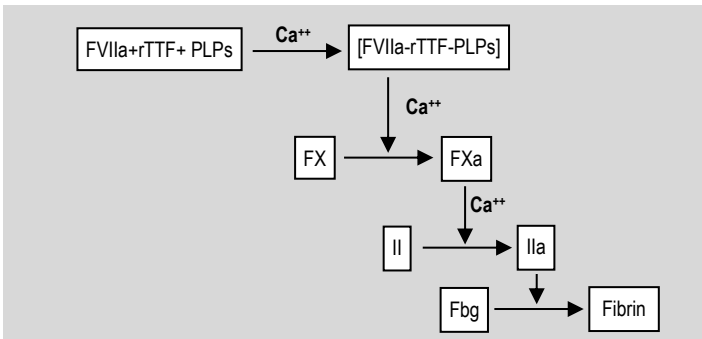 FVIIa+rTTF+ PLPs
Ca⁺⁺
[FVIIa-rTTF-PLPs]
Ca⁺⁺
FX
FXa
Ca⁺⁺
II
IIa
Fbg
Fibrin